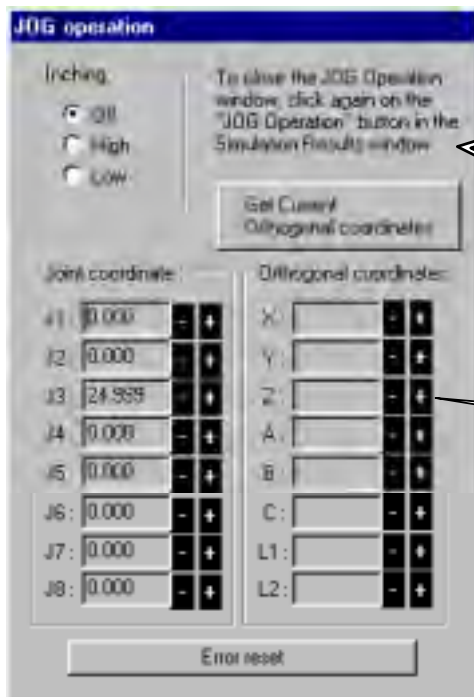 JOG operation
Inching
Off
High
Low
To close the JOG Operation
window, click again on the
"JOG Operation" button in the
Simulation Results window
Get Current
Orthogonal coordinates
Joint coordinate
J1: 0.000 - +
J2 0.000 - +
J3 24.999 - +
J4 0.000 - +
J5 0.000 - +
J6: 0.000 - +
J7: 0.000 - +
J8: 0.000 - +
Orthogonal coordinates
X: - +
Y: - +
Z: - +
A: - +
B: - +
C: - +
L1: - +
L2: - +
Error reset